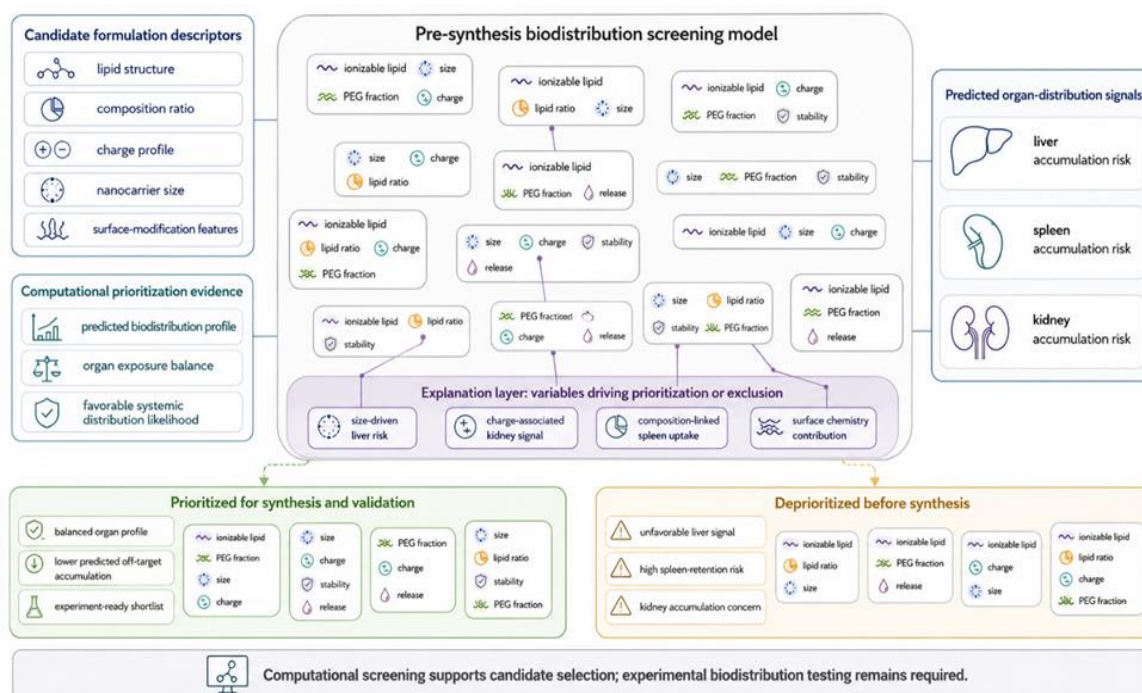 Candidate formulation descriptors
lipid structure
composition ratio
charge profile
nanocarrier size
surface-modification features
Computational prioritization evidence
predicted biodistribution profile
organ exposure balance
favorable systemic
distribution likelihood
Pre-synthesis biodistribution screening model
ionizable lipid size
PEG fraction charge
ionizable lipid
lipid ratio size
ionizable lipid charge
PEG fraction stability
size charge
lipid ratio
ionizable lipid
PEG fraction release
size PEG fraction stability
ionizable lipid
lipid ratio charge
PEG fraction
size charge stability
release
ionizable lipid size charge
ionizable lipid lipid ratio
stability
PEG fractioned
charge release
size lipid ratio
stability PEG fraction
ionizable lipid
PEG fraction
release
Explanation layer: variables driving prioritization or exclusion
size-driven
liver risk
charge-associated
kidney signal
composition-linked
spleen uptake
surface chemistry
contribution
Predicted organ-distribution signals
liver
accumulation risk
spleen
accumulation risk
kidney
accumulation risk
Prioritized for synthesis and validation
balanced organ profile
lower predicted off-target
accumulation
experiment-ready shortlist
ionizable lipid
PEG fraction
size
charge
size
charge
stability
release
PEG fraction
charge
release
size
lipid ratio
stability
PEG fraction
Deprioritized before synthesis
unfavorable liver signal
high spleen-retention risk
kidney accumulation concern
ionizable lipid
lipid ratio
size
ionizable lipid
PEG fraction
release
ionizable lipid
charge
size
ionizable lipid
lipid ratio
charge
PEG fraction
Computational screening supports candidate selection; experimental biodistribution testing remains required.